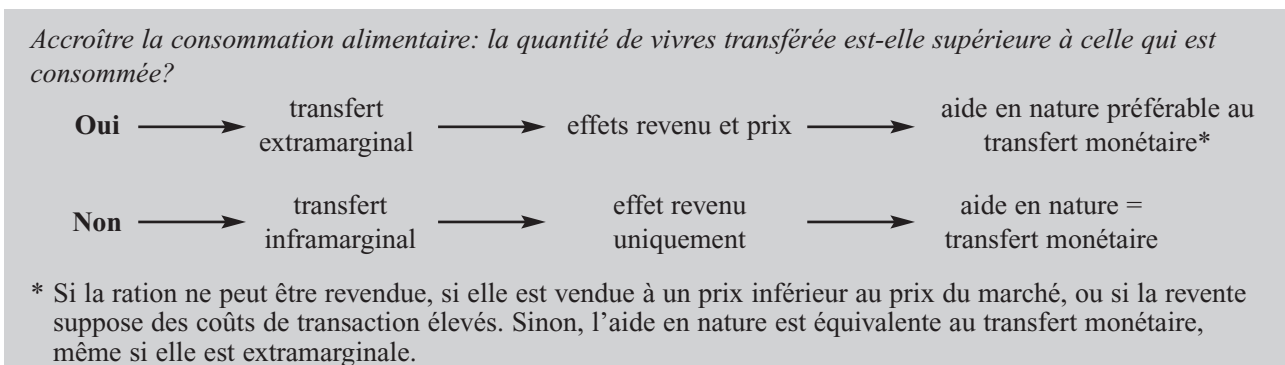 Accroître la consommation alimentaire: la quantité de vivres transférée est-elle supérieure à celle qui est
consommée?
Oui
transfert
extramarginal
effets revenu et prix
aide en nature préférable au
transfert monétaire*
Non
transfert
inframarginal
effet revenu
uniquement
aide en nature =
transfert monétaire
* Si la ration ne peut être revendue, si elle est vendue à un prix inférieur au prix du marché, ou si la revente
suppose des coûts de transaction élevés. Sinon, l’aide en nature est équivalente au transfert monétaire,
même si elle est extramarginale.